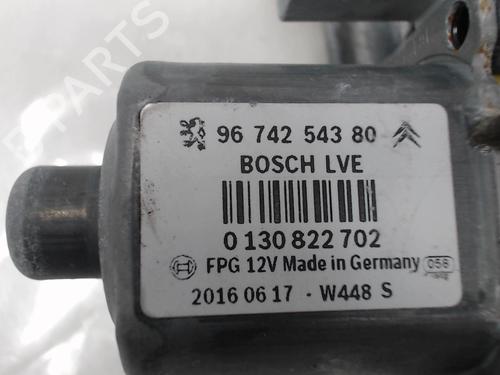 96 742 543 80
BOSCH LVE
0 130 822 702
FPG 12V Made in Germany 058
2016 06 17 - W448 S
B-PARTS